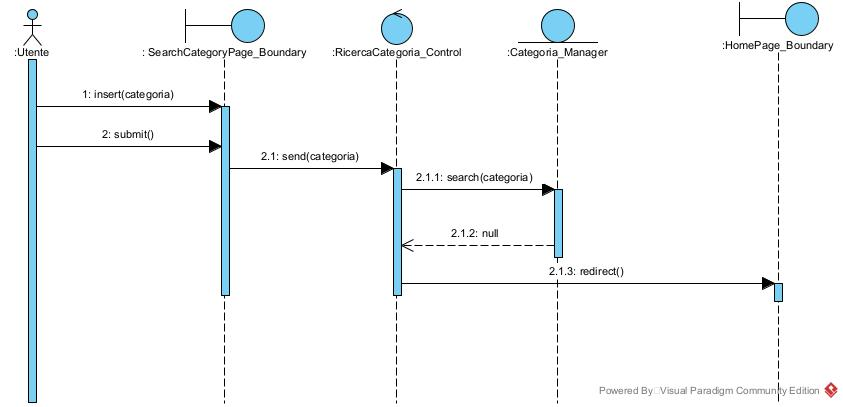 :Utente
: SearchCategoryPage_Boundary
:RicercaCategoria_Control
:Categoria_Manager
:HomePage_Boundary
1: insert(categoria)
2: submit()
2.1: send(categoria)
2.1.1: search(categoria)
2.1.2: null
2.1.3: redirect()
Powered By Visual Paradigm Community Edition